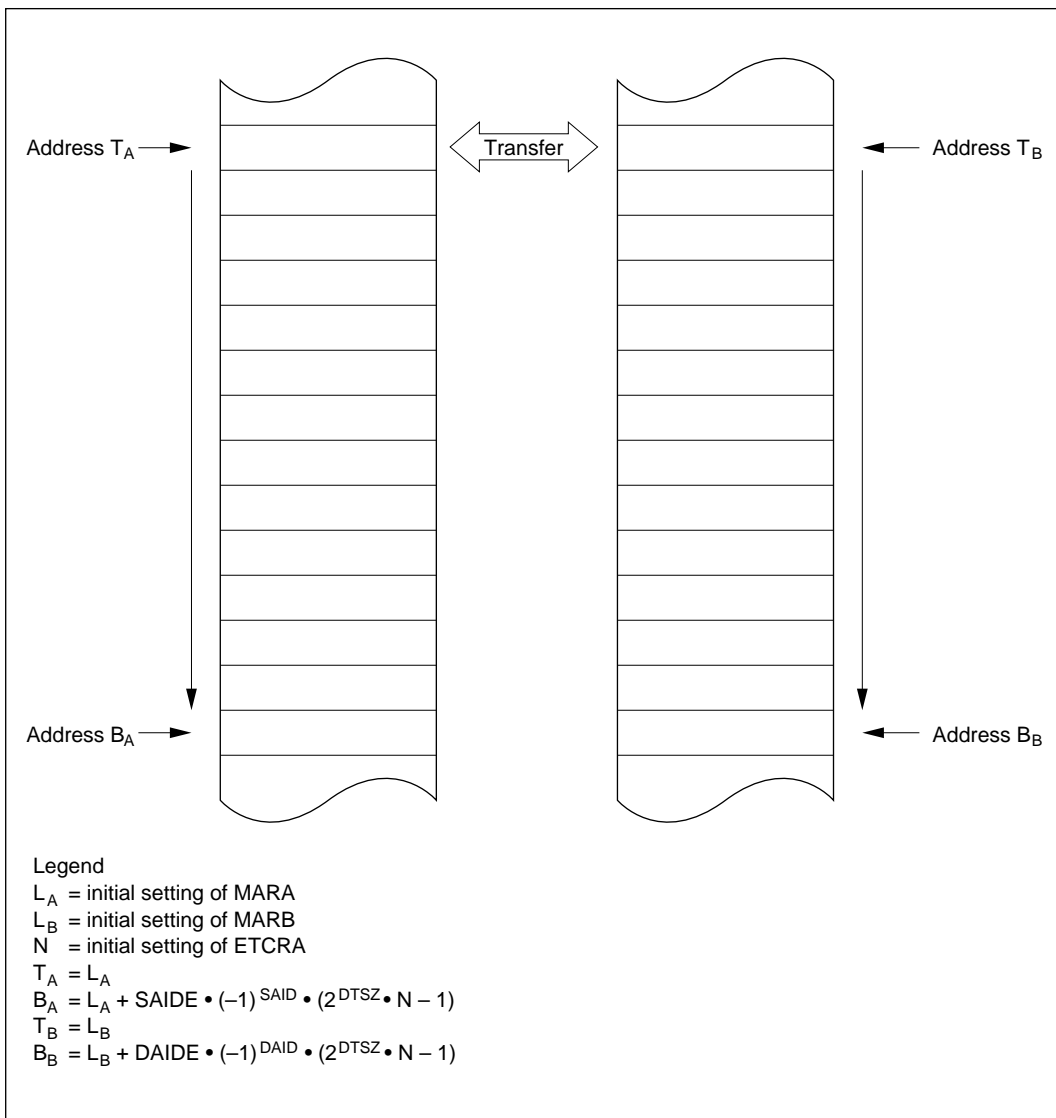 Address T_A
Transfer
Address T_B
Address B_A
Address B_B
Legend
L_A = initial setting of MARA
L_B = initial setting of MARB
N = initial setting of ETCRA
T_A = L_A
B_A = L_A + SAIDE • (–1)^SAID • (2^DTSZ • N – 1)
T_B = L_B
B_B = L_B + DAIDE • (–1)^DAID • (2^DTSZ • N – 1)